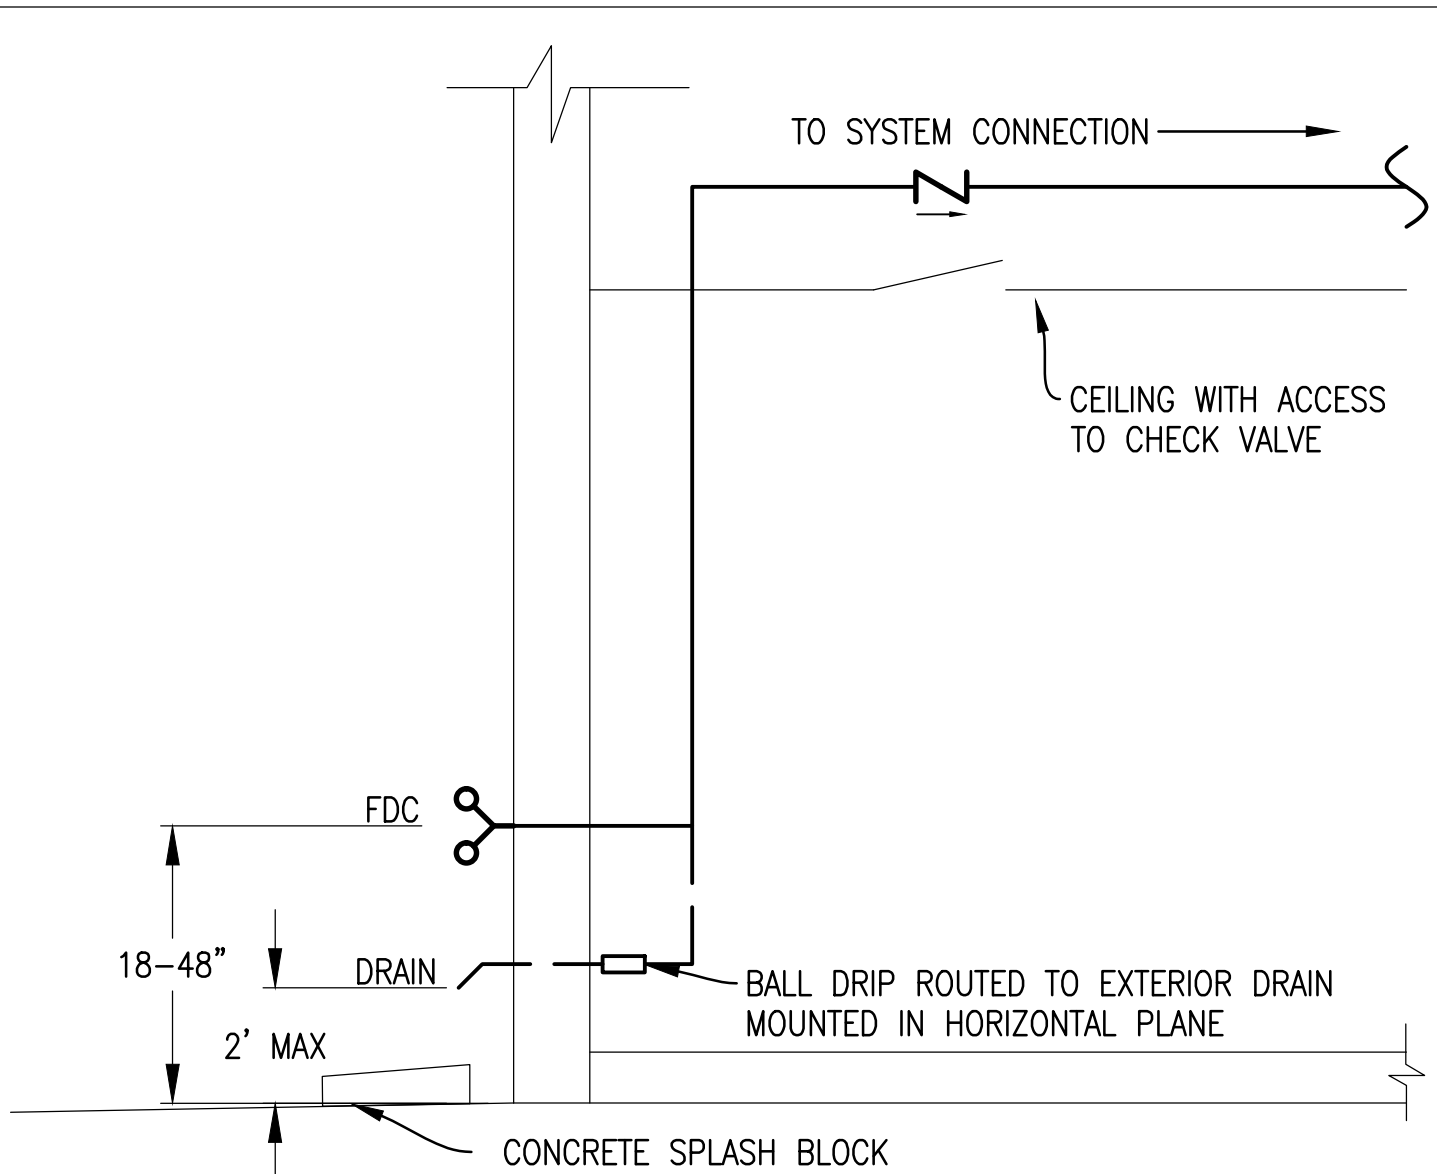 TO SYSTEM CONNECTION
CEILING WITH ACCESS
TO CHECK VALVE
FDC
18-48"
DRAIN
BALL DRIP ROUTED TO EXTERIOR DRAIN
MOUNTED IN HORIZONTAL PLANE
2' MAX
CONCRETE SPLASH BLOCK